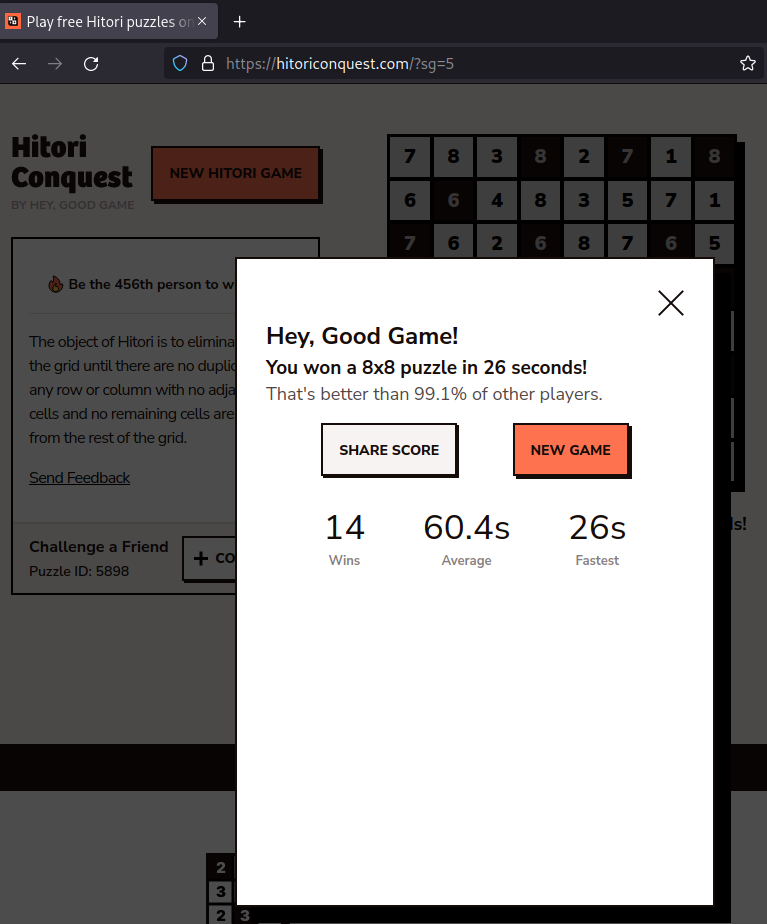 Play free Hitori puzzles on
https://hitoriconquest.com/?sg=5
Hitori
Conquest
BY HEY, GOOD GAME
NEW HITORI GAME
7 8 3 8 2 7 1 8
6 6 4 8 3 5 7 1
7 6 2 6 8 7 6 5
Be the 456th person to w
The object of Hitori is to elimina
the grid until there are no duplic
any row or column with no adja
cells and no remaining cells are
from the rest of the grid.
Send Feedback
Challenge a Friend
Puzzle ID: 5898
CO
Hey, Good Game!
You won a 8x8 puzzle in 26 seconds!
That's better than 99.1% of other players.
SHARE SCORE
NEW GAME
14 60.4s 26s
Wins Average Fastest
ds!
2
3
2 3